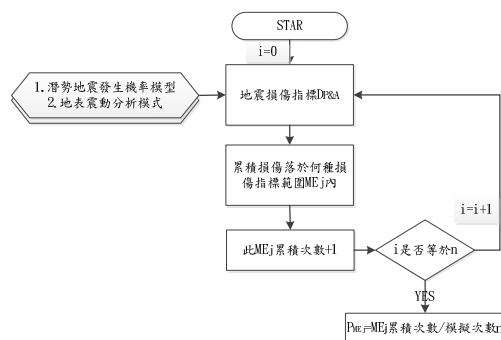 STAR
i=0
1.潛勢地震發生機率模型
2.地表震動分析模式
地震損傷指標DP&A
累積損傷落於何種損
傷指標範圍MEj內
i=i+1
此MEj累積次數+1
i是否等於n
YES
PMEj=MEj累積次數/模擬次數n